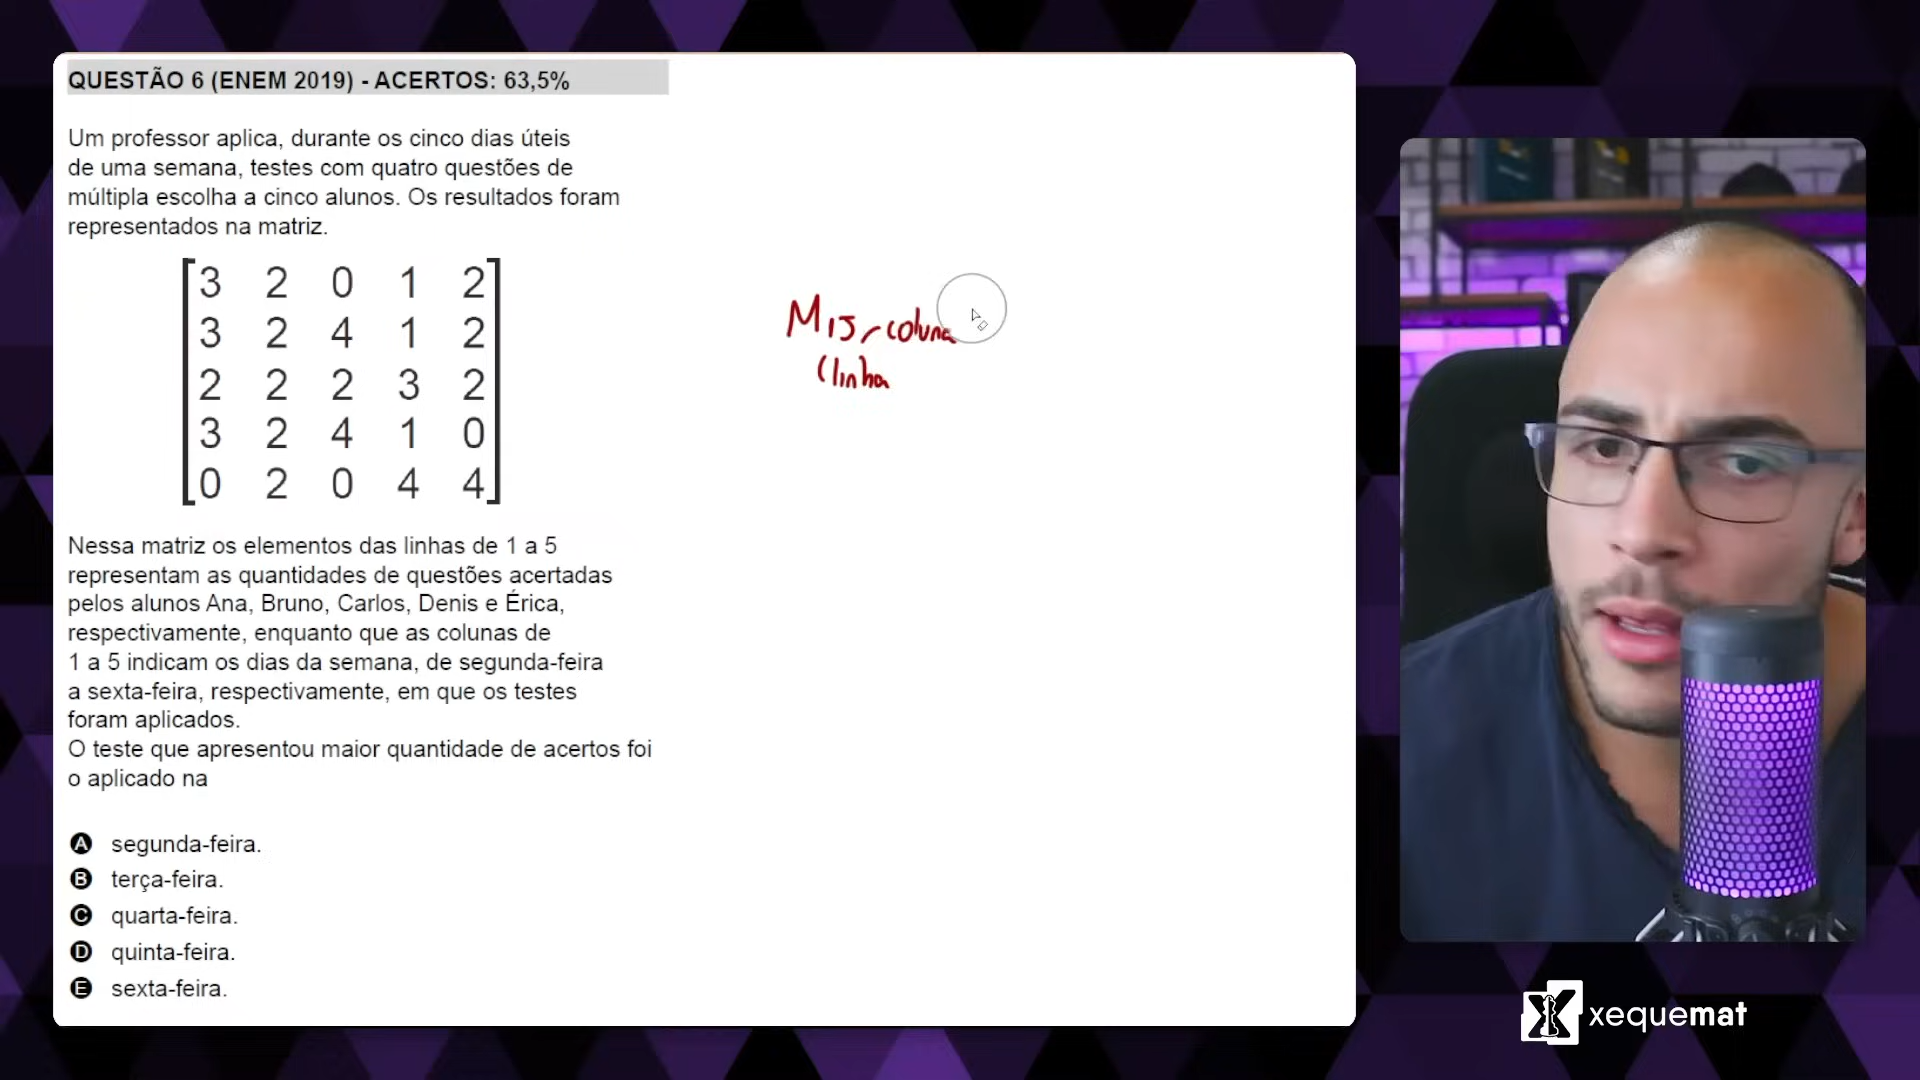 QUESTÃO 6 (ENEM 2019) - ACERTOS: 63,5%
Um professor aplica, durante os cinco dias úteis
de uma semana, testes com quatro questões de
múltipla escolha a cinco alunos. Os resultados foram
representados na matriz.
3 2 0 1 2
3 2 4 1 2
2 2 2 3 2
3 2 4 1 0
0 2 0 4 4
Nessa matriz os elementos das linhas de 1 a 5
representam as quantidades de questões acertadas
pelos alunos Ana, Bruno, Carlos, Denis e Érica,
respectivamente, enquanto que as colunas de
1 a 5 indicam os dias da semana, de segunda-feira
a sexta-feira, respectivamente, em que os testes
foram aplicados.
O teste que apresentou maior quantidade de acertos foi
o aplicado na
A segunda-feira.
B terça-feira.
C quarta-feira.
D quinta-feira.
E sexta-feira.
M15 coluna
linha
xequemat